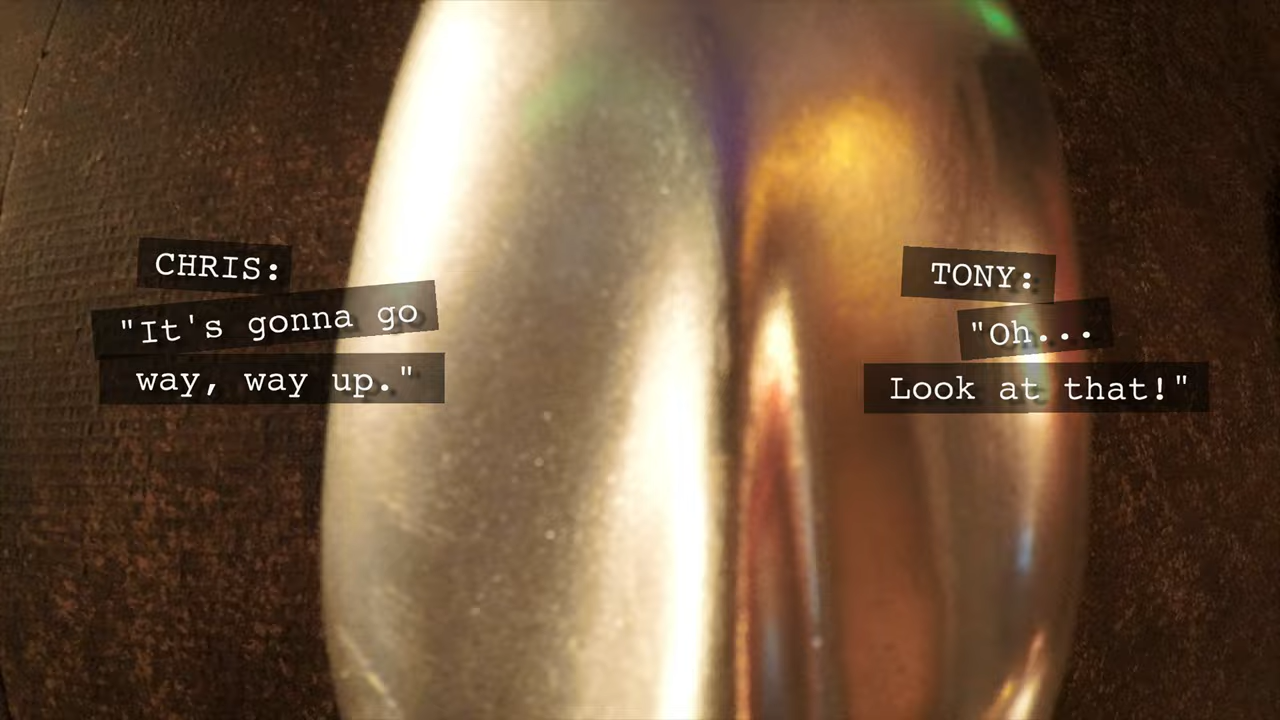 CHRIS:
"It's gonna go
way, way up."
TONY:
"Oh...
Look at that!"